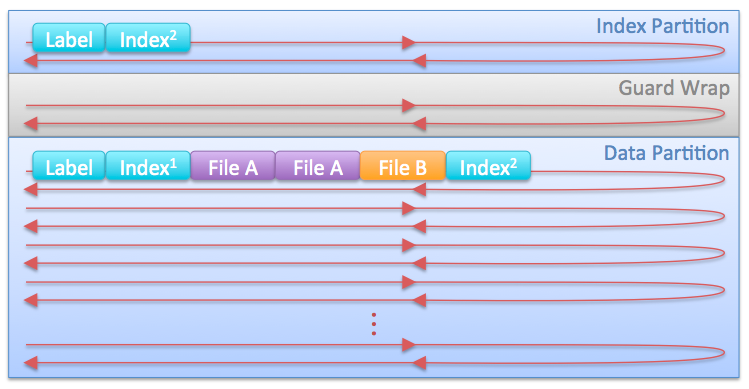 Index Partition
Label Index²
Guard Wrap
Data Partition
Label Index¹ File A File A File B Index²